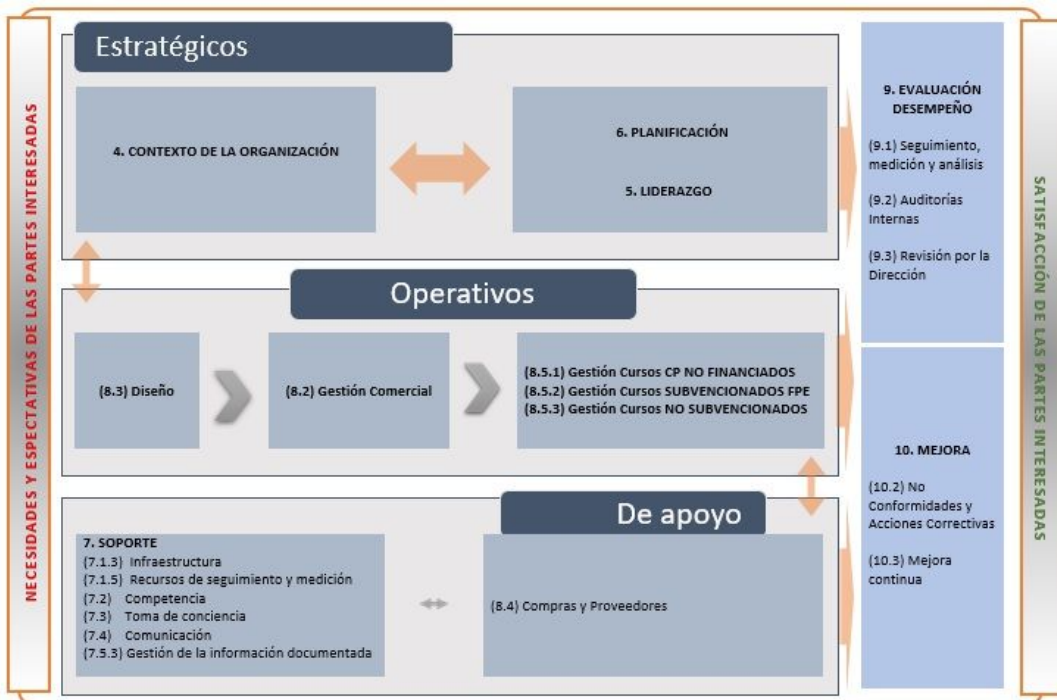 NECESIDADES Y ESPECTATIVAS DE LAS PARTES INTERESADAS
Estratégicos
4. CONTEXTO DE LA ORGANIZACIÓN
6. PLANIFICACIÓN
5. LIDERAZGO
Operativos
(8.3) Diseño
(8.2) Gestión Comercial
(8.5.1) Gestión Cursos CP NO FINANCIADOS
(8.5.2) Gestión Cursos SUBVENCIONADOS FPE
(8.5.3) Gestión Cursos NO SUBVENCIONADOS
De apoyo
7. SOPORTE
(7.1.3) Infraestructura
(7.1.5) Recursos de seguimiento y medición
(7.2) Competencia
(7.3) Toma de conciencia
(7.4) Comunicación
(7.5.3) Gestión de la información documentada
(8.4) Compras y Proveedores
9. EVALUACIÓN
DESEMPEÑO
(9.1) Seguimiento,
medición y análisis
(9.2) Auditorías
Internas
(9.3) Revisión por la
Dirección
10. MEJORA
(10.2) No
Conformidades y
Acciones Correctivas
(10.3) Mejora
continua
SATISFACCIÓN DE LAS PARTES INTERESADAS